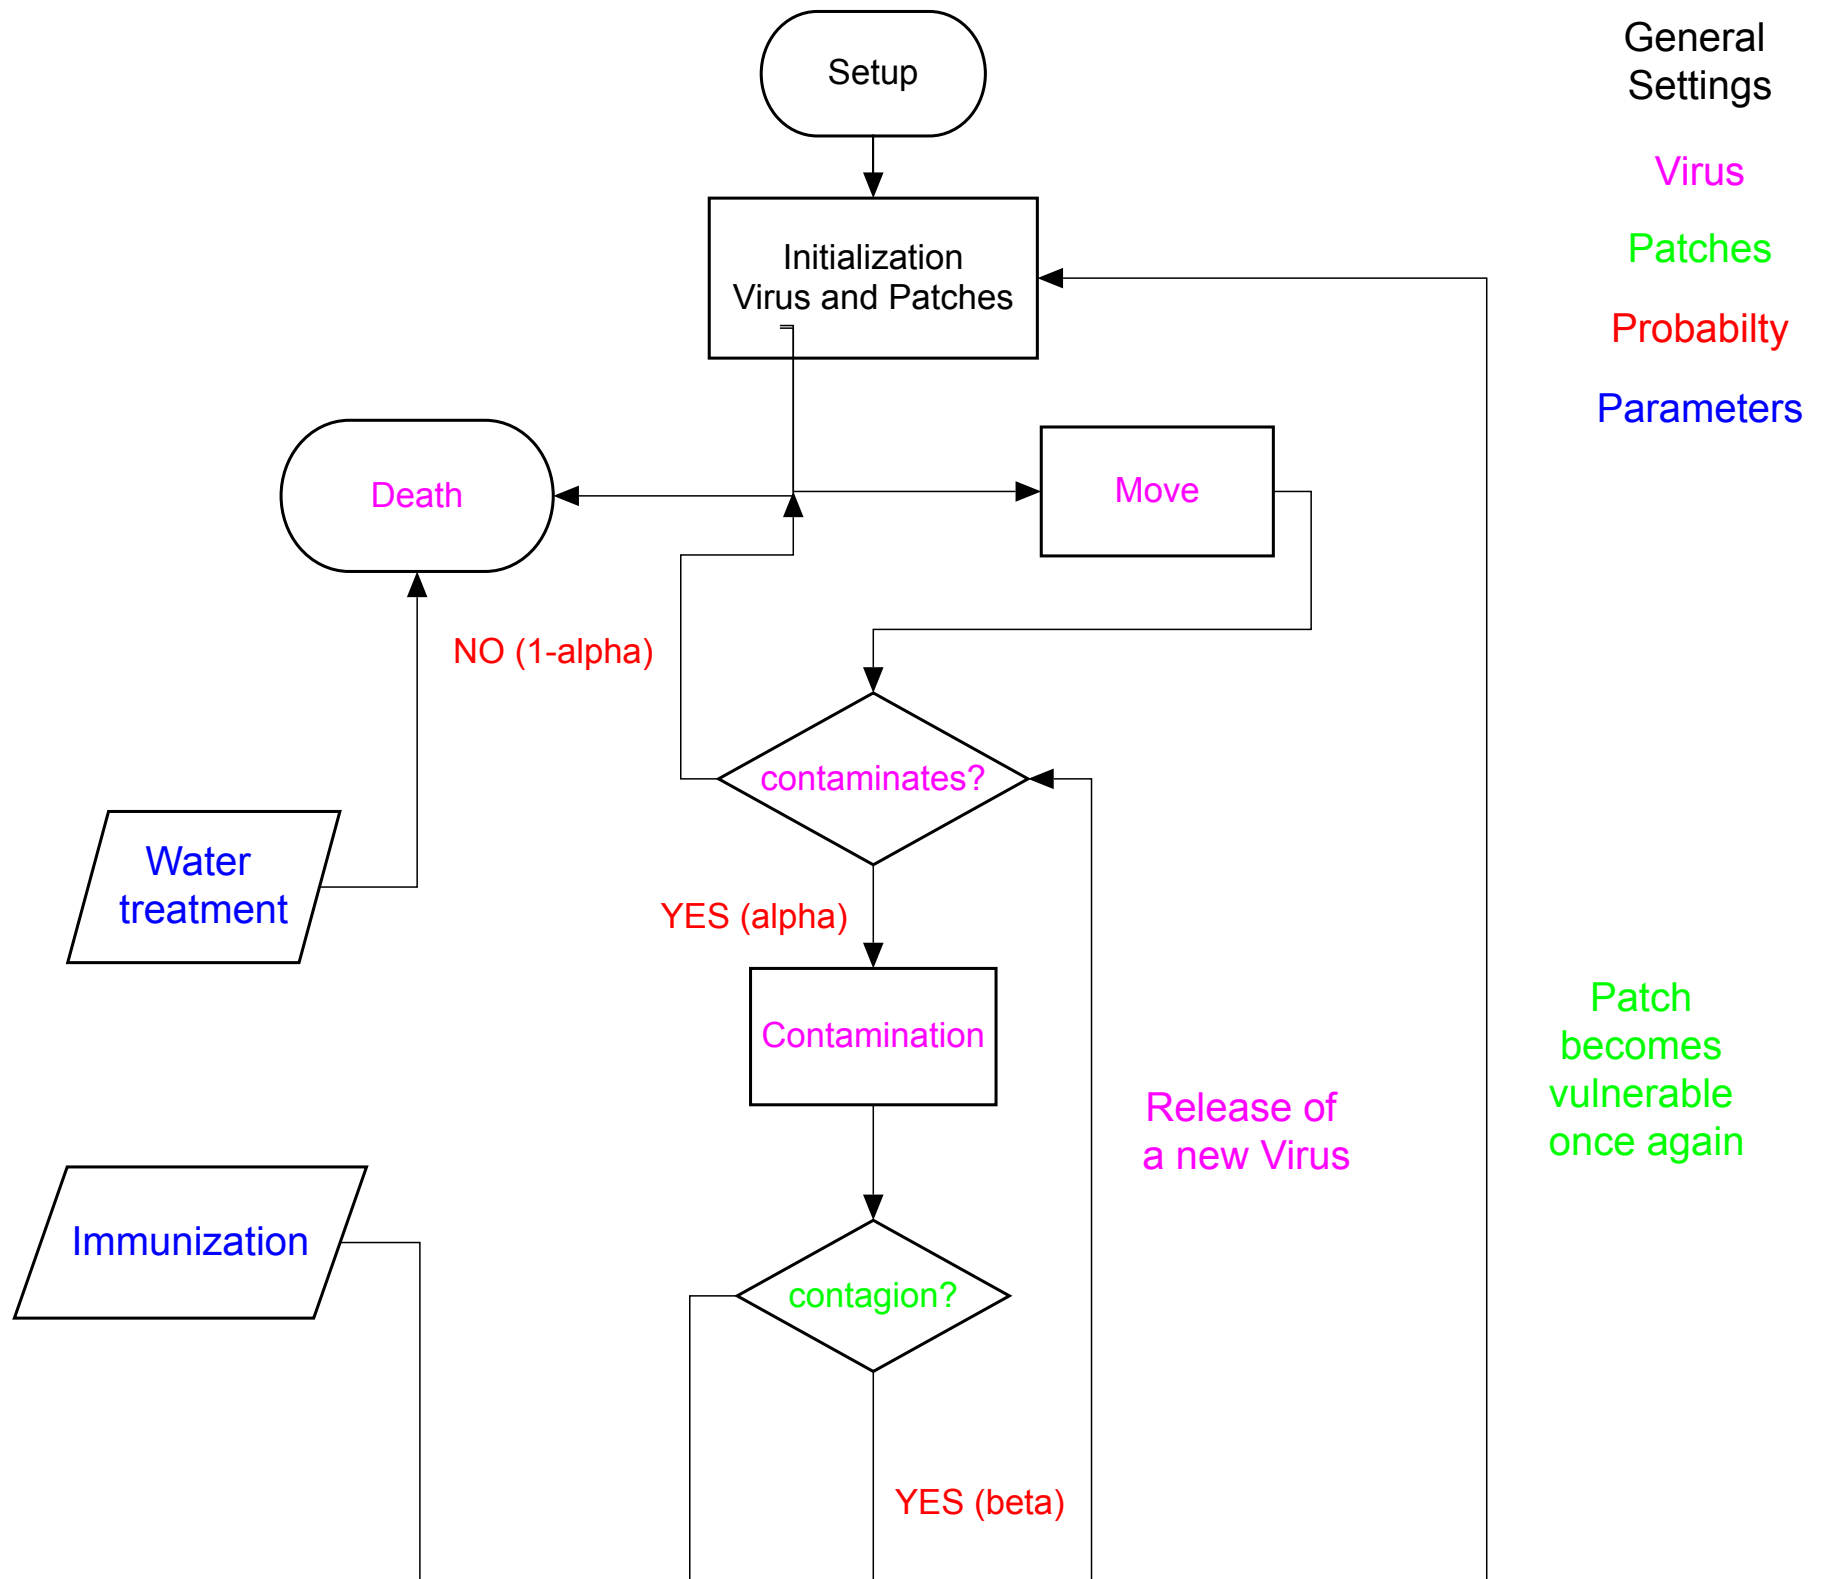 Setup
General
Settings
Virus
Initialization
Virus and Patches
Patches
Probabilty
Parameters
Death
Move
NO (1-alpha)
contaminates?
Water
treatment
YES (alpha)
Contamination
Release of
a new Virus
Patch
becomes
vulnerable
once again
Immunization
contagion?
YES (beta)